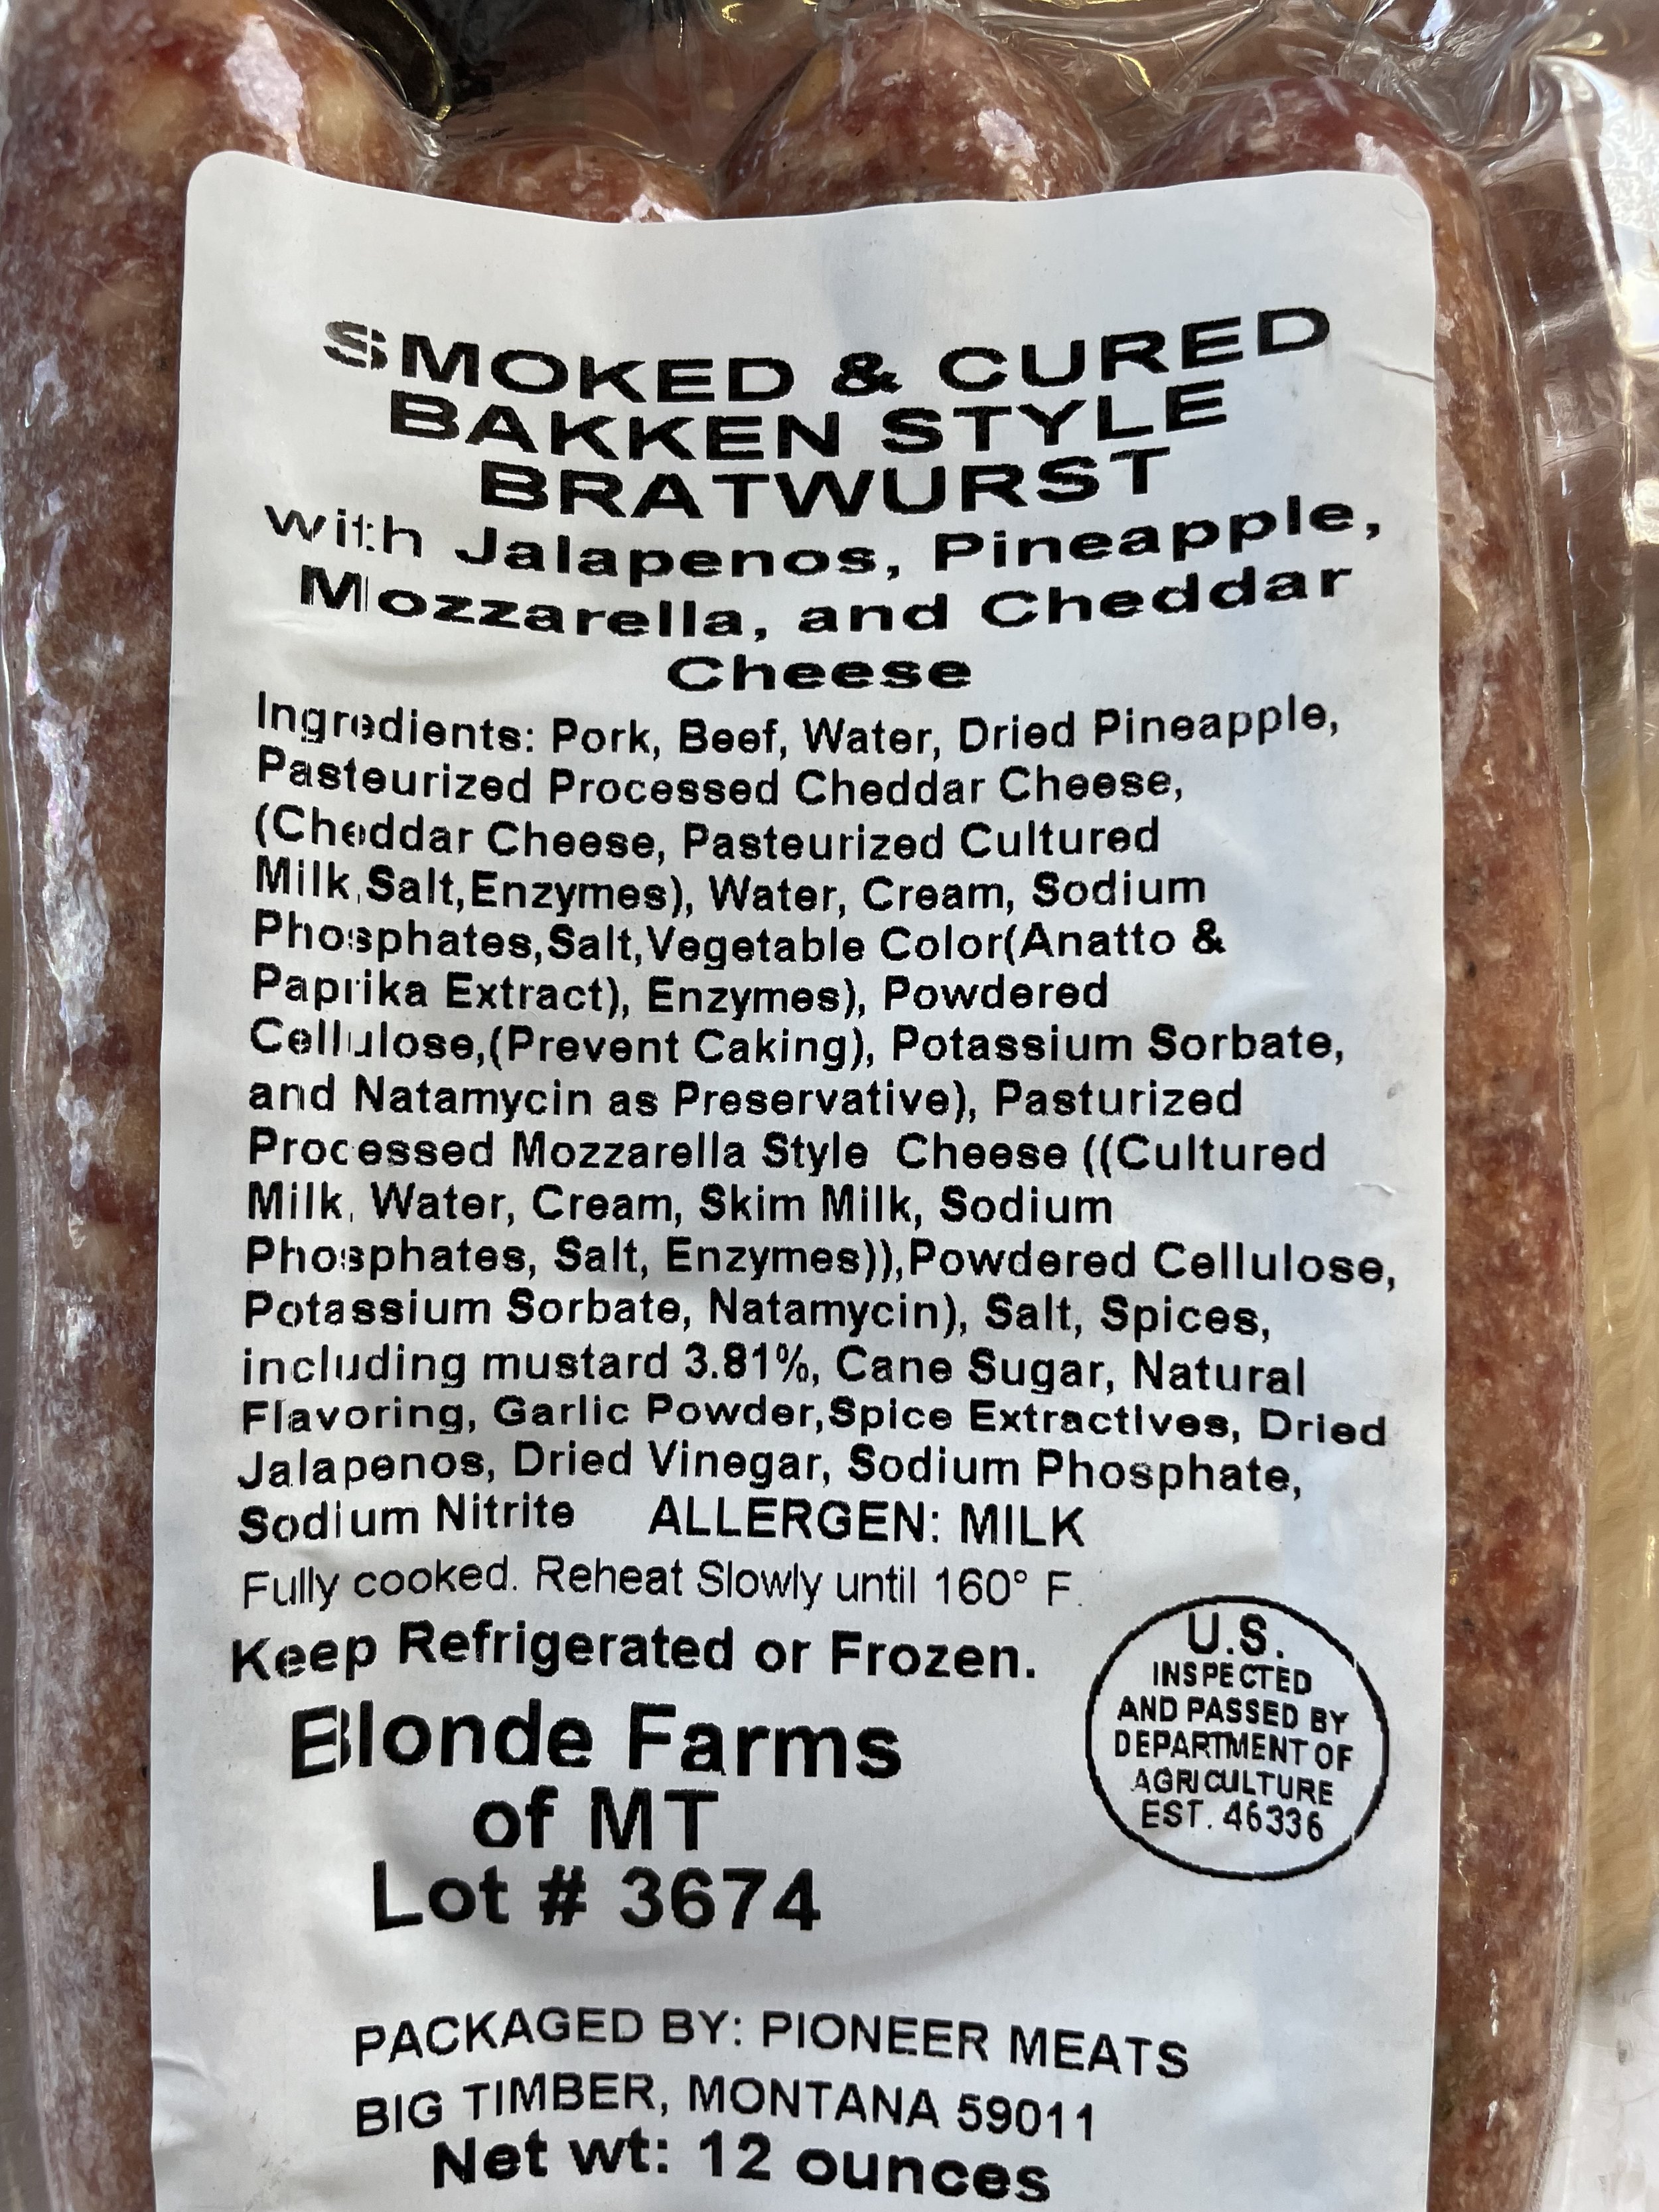 SMOKED & CURED
BAKKEN STYLE
BRATWURST
with Jalapenos, Pineapple,
Mozzarella, and Cheddar
Cheese
Ingredients: Pork, Beef, Water, Dried Pineapple,
Pasteurized Processed Cheddar Cheese,
(Cheddar Cheese, Pasteurized Cultured
Milk,Salt,Enzymes), Water, Cream, Sodium
Phosphates,Salt,Vegetable Color(Anatto &
Paprika Extract), Enzymes), Powdered
Cellulose,(Prevent Caking), Potassium Sorbate,
and Natamycin as Preservative), Pasturized
Processed Mozzarella Style Cheese ((Cultured
Milk, Water, Cream, Skim Milk, Sodium
Phosphates, Salt, Enzymes)),Powdered Cellulose,
Potassium Sorbate, Natamycin), Salt, Spices,
including mustard 3.81%, Cane Sugar, Natural
Flavoring, Garlic Powder,Spice Extractives, Dried
Jalapenos, Dried Vinegar, Sodium Phosphate,
Sodium Nitrite ALLERGEN: MILK
Fully cooked. Reheat Slowly until 160° F.
Keep Refrigerated or Frozen.
Blonde Farms
of MT
Lot # 3674
U.S.
INSPECTED
AND PASSED BY
DEPARTMENT OF
AGRICULTURE
EST. 46336
PACKAGED BY: PIONEER MEATS
BIG TIMBER, MONTANA 59011
Net wt: 12 ounces